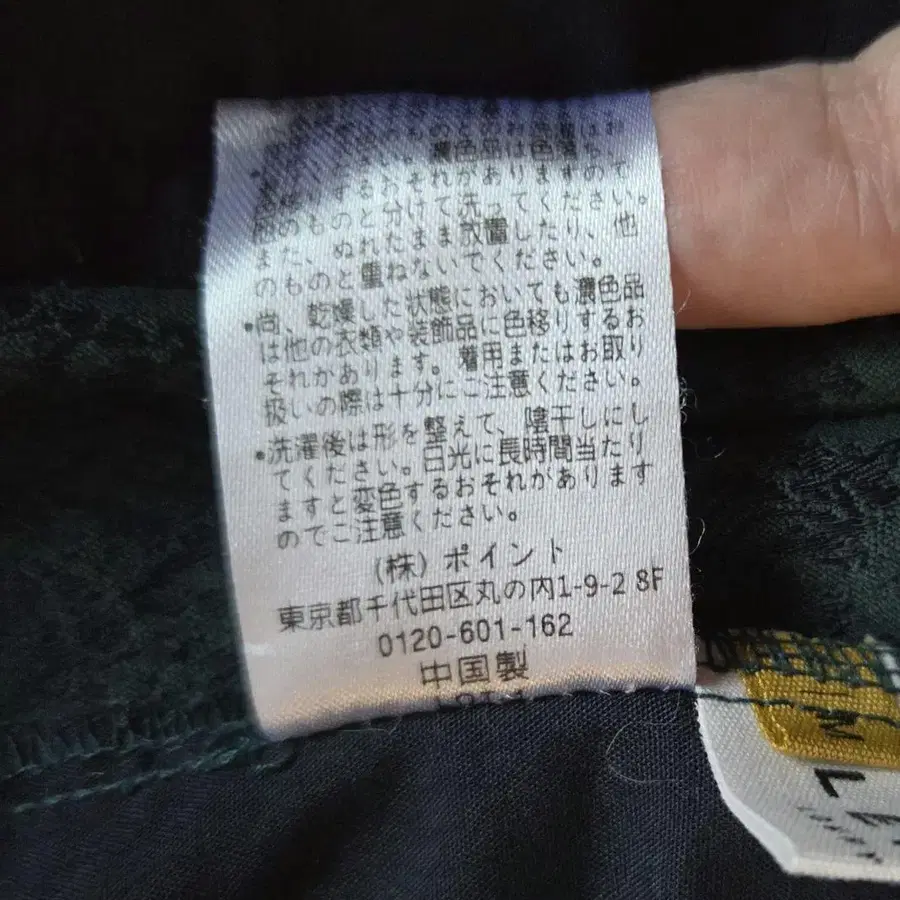 い。濃色品は色落ち
するおそれがあります
ものと分けて洗ってください。
また、ぬれたまま放置したり、他
のものと重ねないでください。
•尚、乾燥した状態においても濃色品
は他の衣類や装飾品に色移りするお
それがあります。着用またはお取り
扱いの際は十分にご注意ください。
•洗濯後は形を整えて、陰干しにし
てください。日光に長時間当たり
ますと変色するおそれがあります
のでご注意ください。
(株)ポイント
東京都千代田区丸の内1-9-2 8F
0120-601-162
中国製
M
L